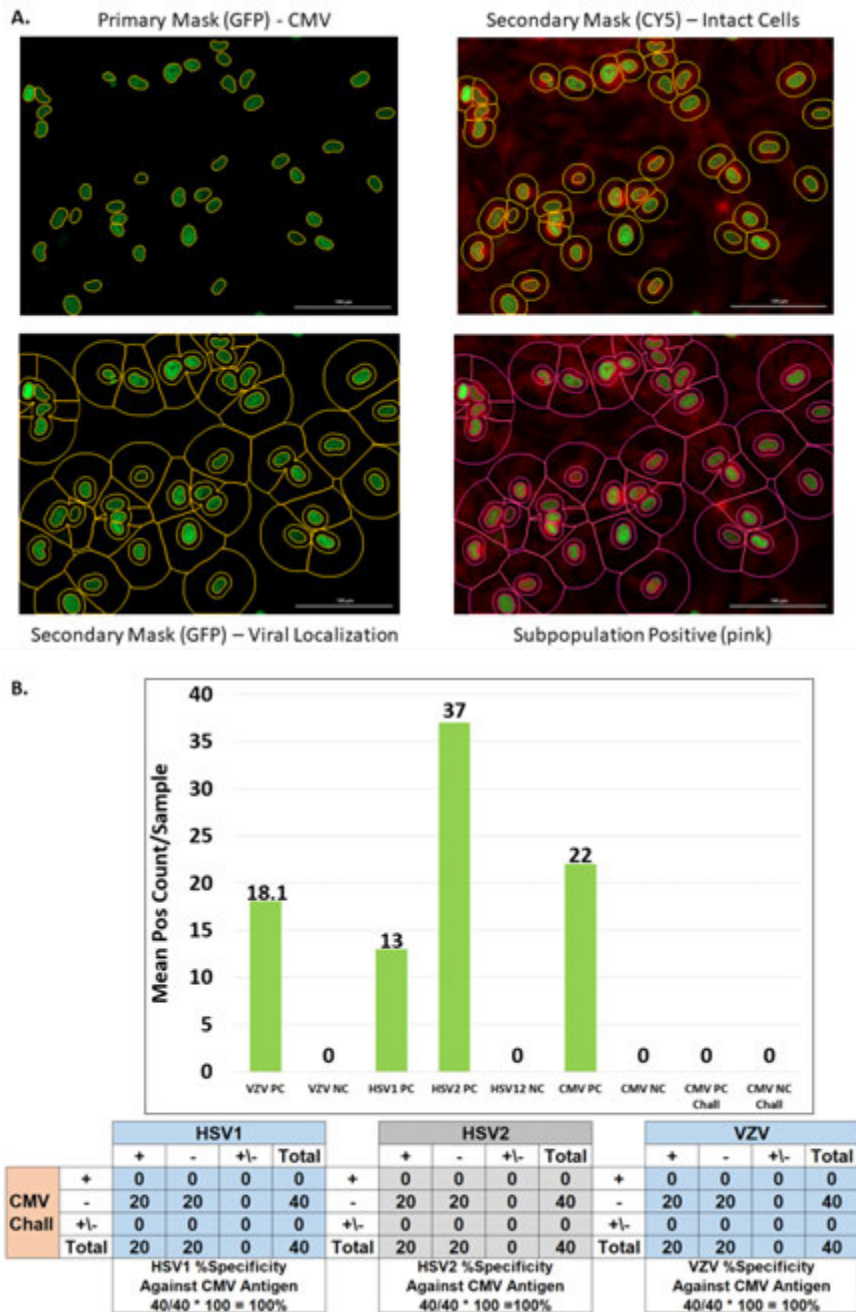 A.
Primary Mask (GFP) - CMV
Secondary Mask (CY5) – Intact Cells
Secondary Mask (GFP) – Viral Localization
Subpopulation Positive (pink)
B.
Mean Pos Count/Sample
40
35
30
25
20
15
10
5
0
18.1
0
13
37
0
22
0
0
0
VZV PC
VZV NC
HSV1 PC
HSV2 PC
HSV12 NC
CMV PC
CMV NC
CMV PC Chall
CMV NC Chall
HSV1 HSV2 VZV
+ - +\- Total + - +\- Total + - +\- Total
+ 0 0 0 0 + 0 0 0 0 + 0 0 0 0
CMV - 20 20 0 40 - 20 20 0 40 - 20 20 0 40
Chall +\- 0 0 0 0 +\- 0 0 0 0 +\- 0 0 0 0
Total 20 20 0 40 Total 20 20 0 40 Total 20 20 0 40
HSV1 %Specificity HSV2 %Specificity VZV %Specificity
Against CMV Antigen Against CMV Antigen Against CMV Antigen
40/40 * 100 = 100% 40/40 * 100 =100% 40/40 * 100 = 100%